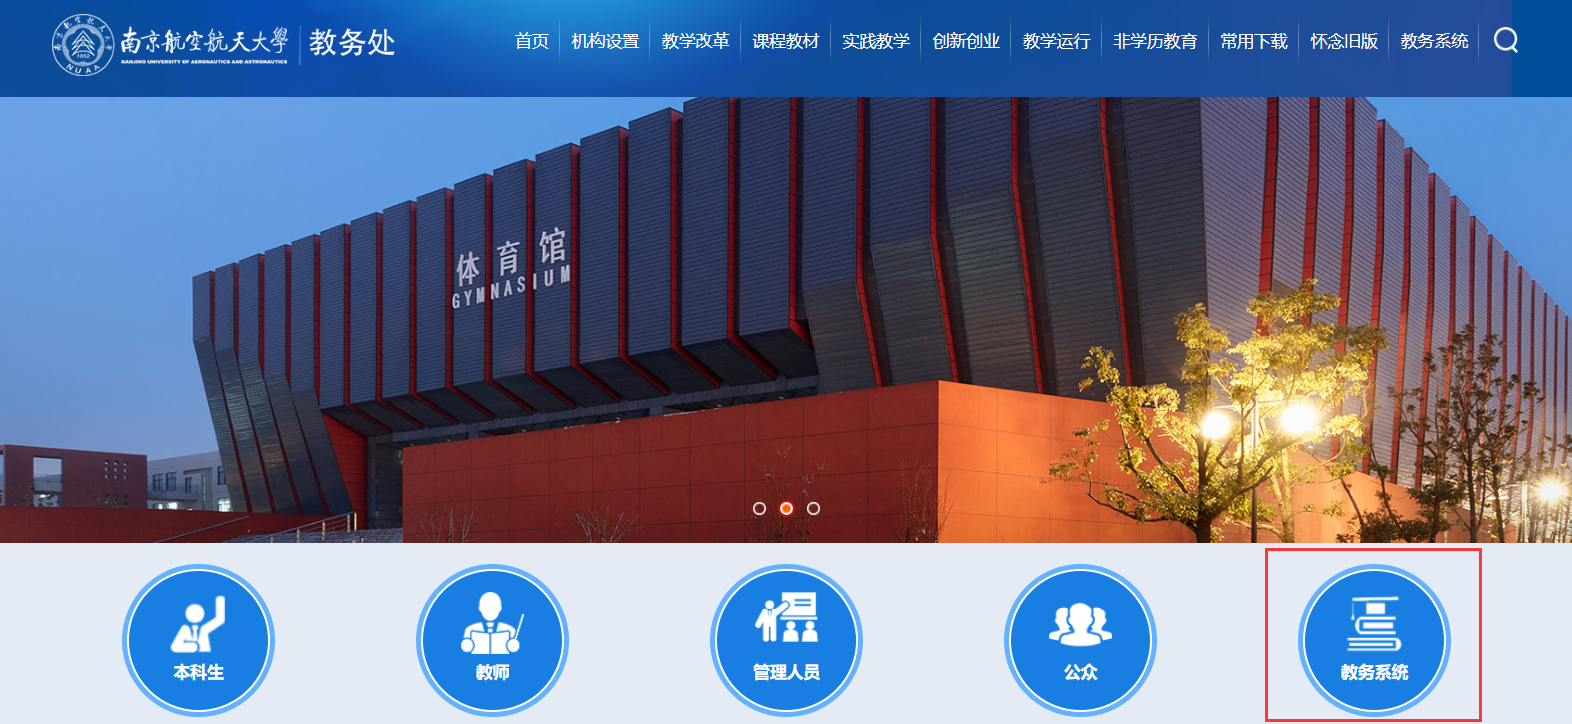 南京航空航天大學
NANJING UNIVERSITY OF AERONAUTICS AND ASTRONAUTICS
NUAA
1952
教务处
首页 机构设置 教学改革 课程教材 实践教学 创新创业 教学运行 非学历教育 常用下载 怀念旧版 教务系统
体育馆
GYMNASIUM
本科生 教师 管理人员 公众 教务系统